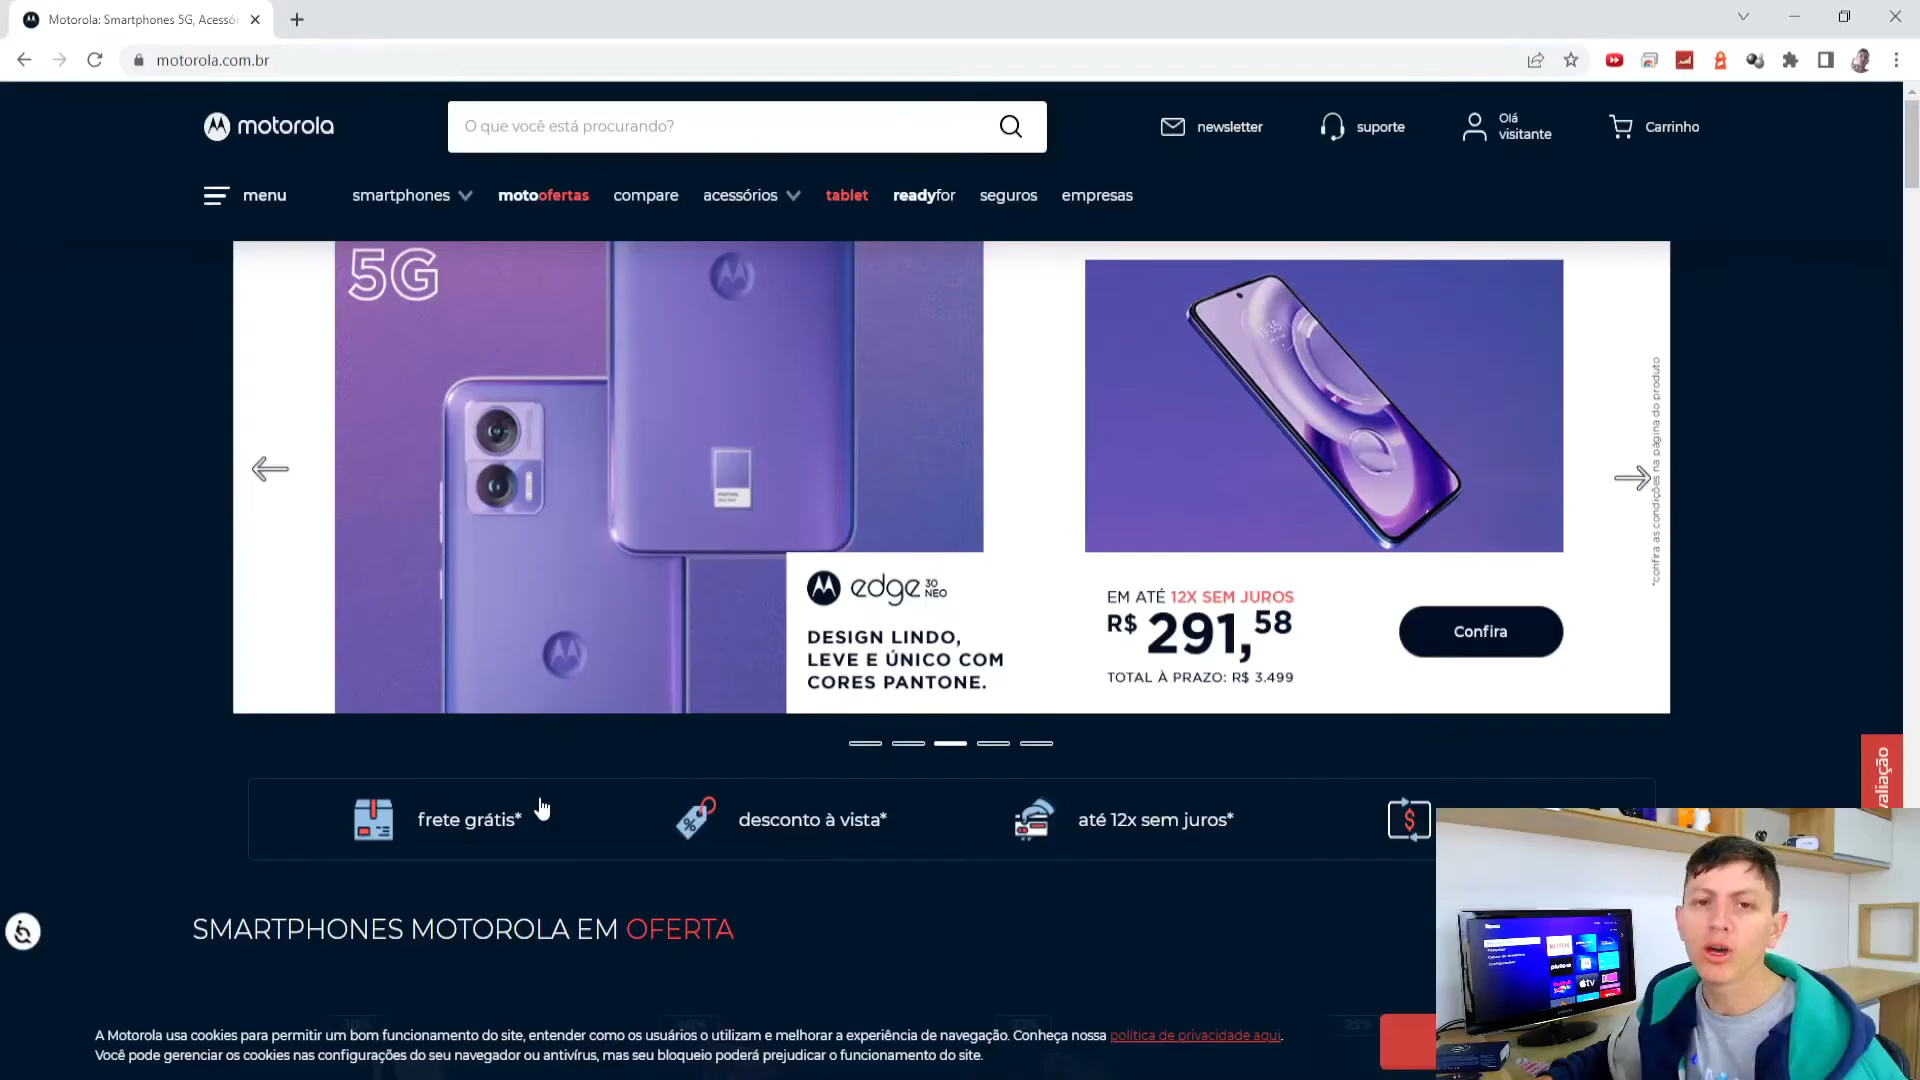 Motorola: Smartphones 5G, Acessó
motorola.com.br
motorola
O que você está procurando?
newsletter
suporte
Olá
visitante
Carrinho
menu
smartphones
motoofertas
compare
acessórios
tablet
readyfor
seguros
empresas
5G
*confira as condições na página do produto
edge 30 NEO
DESIGN LINDO,
LEVE E ÚNICO COM
CORES PANTONE.
EM ATÉ 12X SEM JUROS
R$ 291,58
TOTAL À PRAZO: R$ 3.499
Confira
frete grátis*
desconto à vista*
até 12x sem juros*
valiação
SMARTPHONES MOTOROLA EM OFERTA
A Motorola usa cookies para permitir um bom funcionamento do site, entender como os usuários o utilizam e melhorar a experiência de navegação. Conheça nossa política de privacidade aqui.
Você pode gerenciar os cookies nas configurações do seu navegador ou antivírus, mas seu bloqueio poderá prejudicar o funcionamento do site.